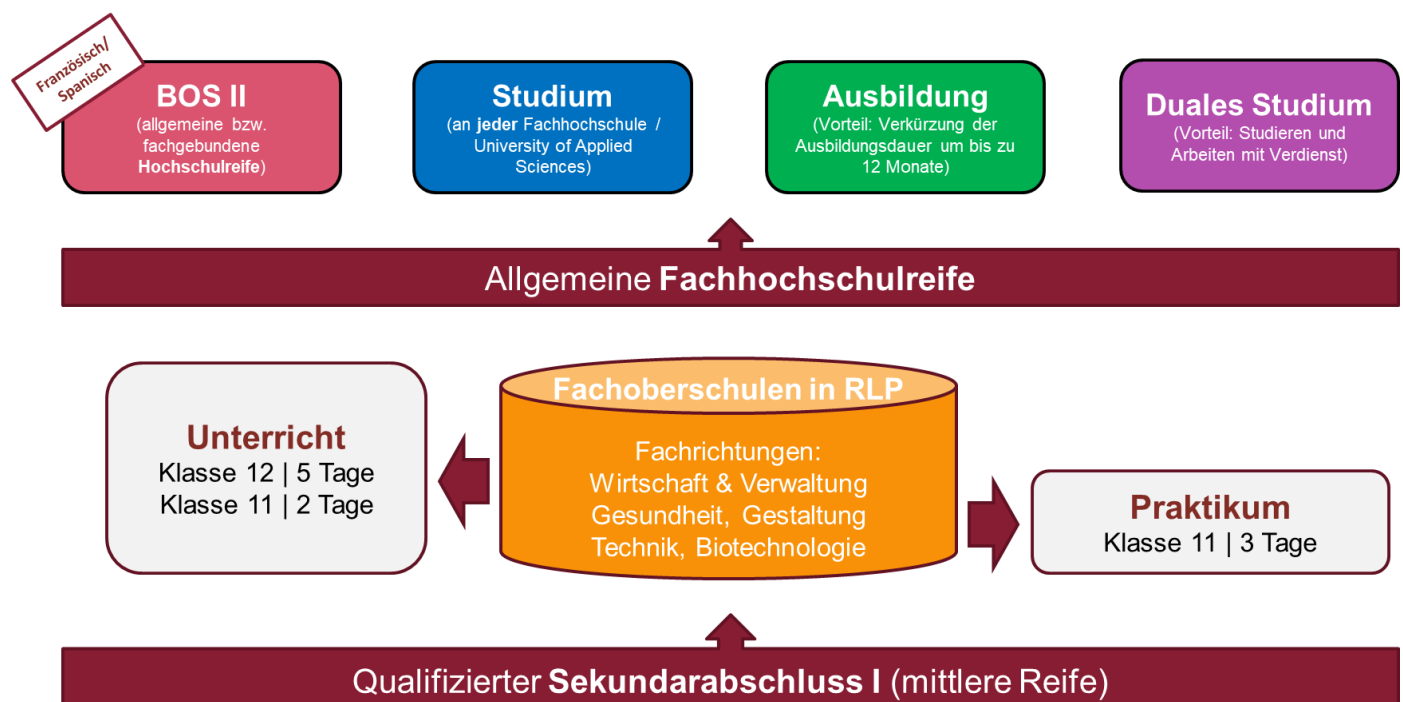 Französisch/
Spanisch
BOS II
(allgemeine bzw.
fachgebundene
Hochschulreife)
Studium
(an jeder Fachhochschule /
University of Applied
Sciences)
Ausbildung
(Vorteil: Verkürzung der
Ausbildungsdauer um bis zu
12 Monate)
Duales Studium
(Vorteil: Studieren und
Arbeiten mit Verdienst)
Allgemeine Fachhochschulreife
Unterricht
Klasse 12 | 5 Tage
Klasse 11 | 2 Tage
Fachoberschulen in RLP
Fachrichtungen:
Wirtschaft & Verwaltung
Gesundheit, Gestaltung
Technik, Biotechnologie
Praktikum
Klasse 11 | 3 Tage
Qualifizierter Sekundarabschluss I (mittlere Reife)